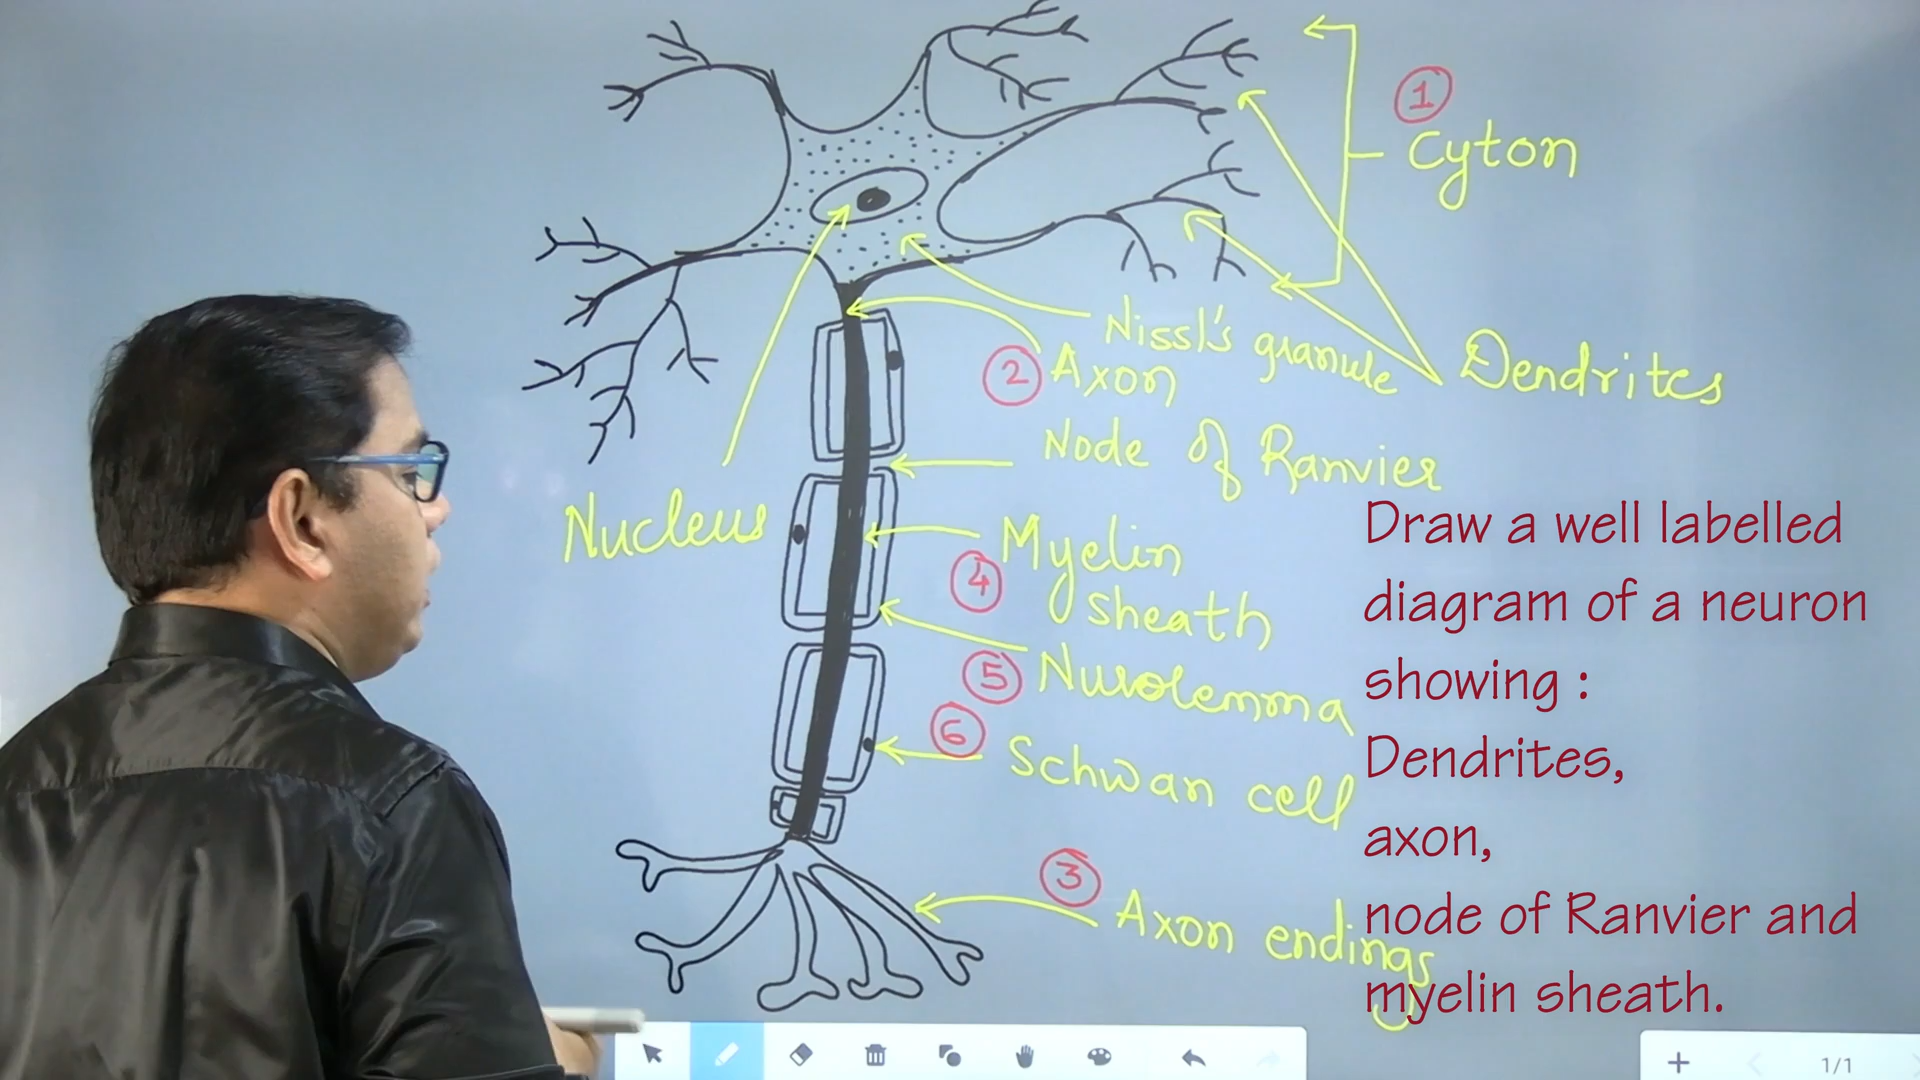 1
Cyton
Nissl's granule
Dendrites
2 Axon
Node of Ranvier
Nucleus
Myelin
4 sheath
5 Nurolemma
6 Schwan cell
3 Axon endings
Draw a well labelled
diagram of a neuron
showing :
Dendrites,
axon,
node of Ranvier and
myelin sheath.
1/1